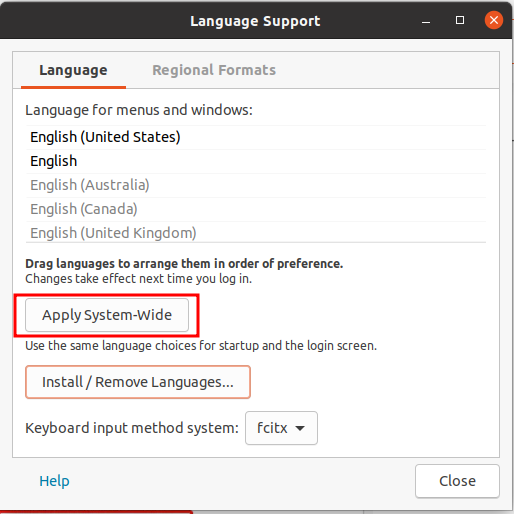 Language Support
Language
Regional Formats
Language for menus and windows:
English (United States)
English
English (Australia)
English (Canada)
English (United Kingdom)
Drag languages to arrange them in order of preference.
Changes take effect next time you log in.
Apply System-Wide
Use the same language choices for startup and the login screen.
Install / Remove Languages...
Keyboard input method system: fcitx
Help
Close